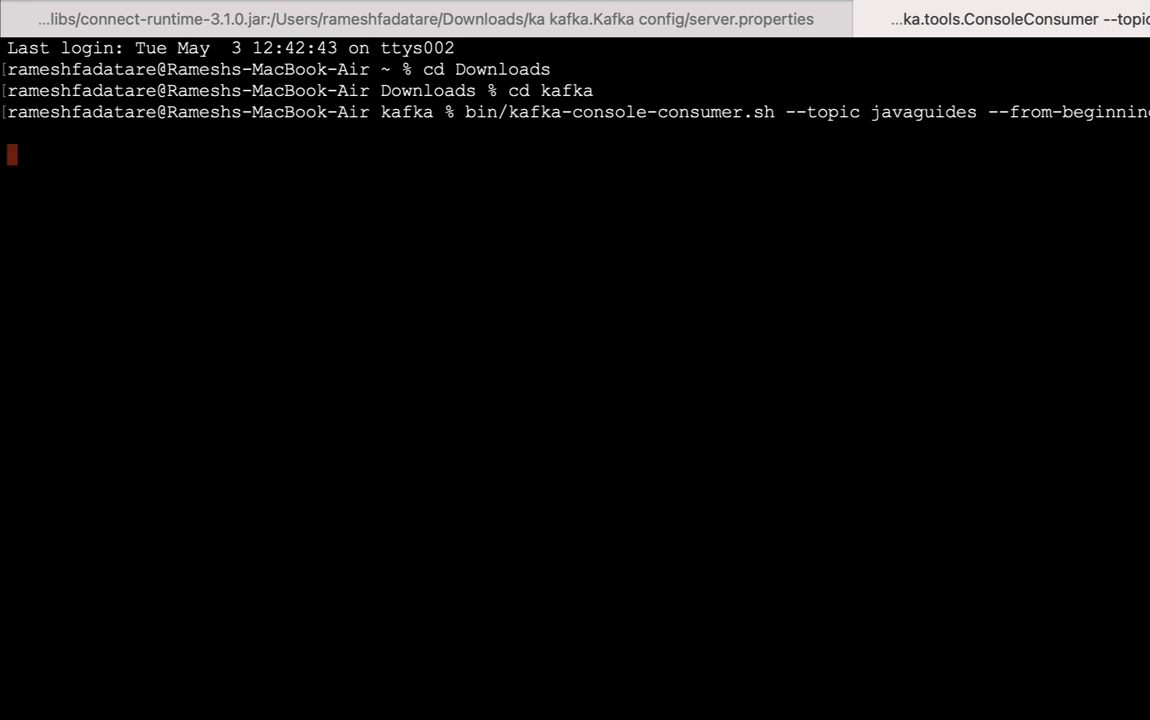 ...libs/connect-runtime-3.1.0.jar:/Users/rameshfadatare/Downloads/ka kafka.Kafka config/server.properties
...ka.tools.ConsoleConsumer --topic
Last login: Tue May  3 12:42:43 on ttys002
[rameshfadatare@Rameshs-MacBook-Air ~ % cd Downloads
[rameshfadatare@Rameshs-MacBook-Air Downloads % cd kafka
[rameshfadatare@Rameshs-MacBook-Air kafka % bin/kafka-console-consumer.sh --topic javaguides --from-beginning